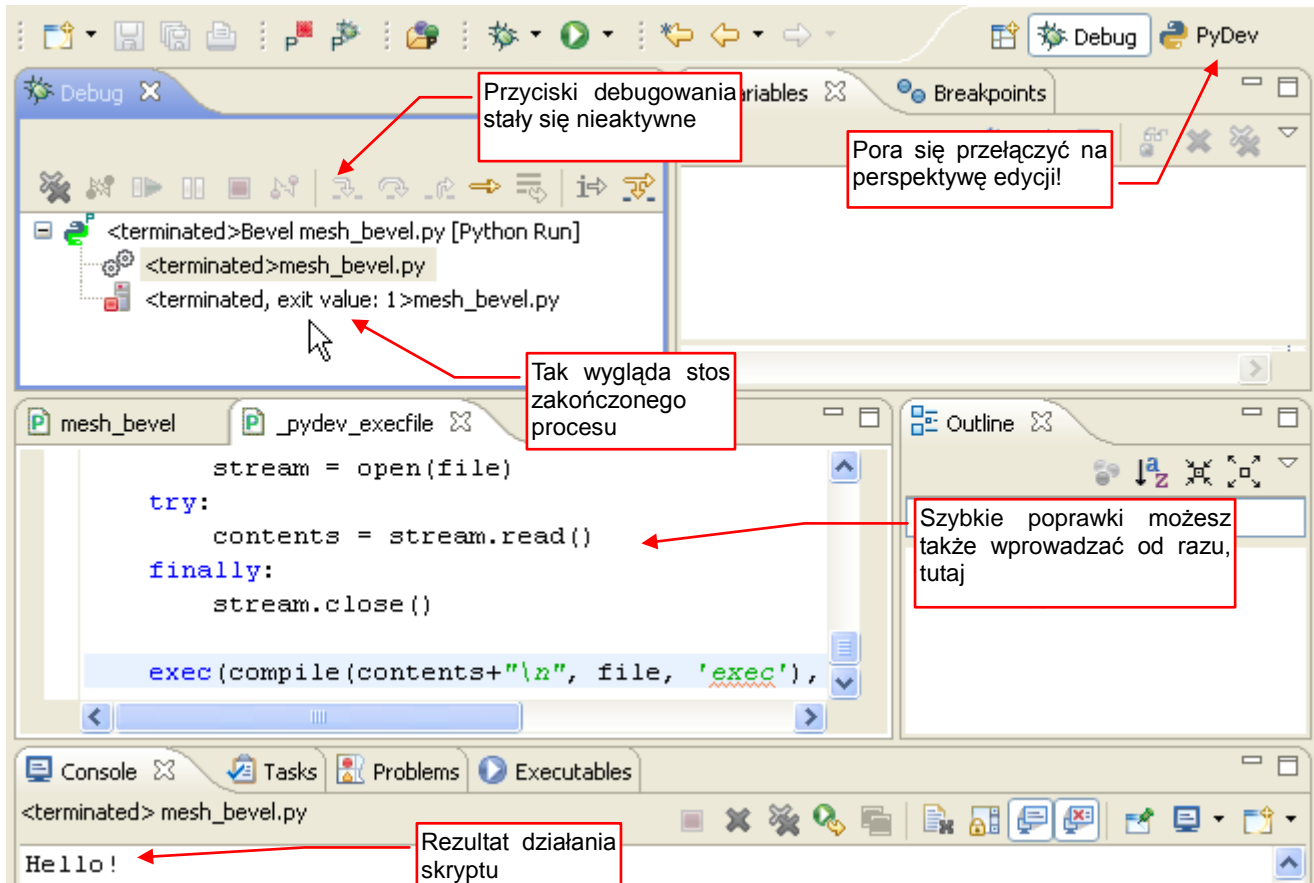 Debug
PyDev
Debug
Przyciski debugowania
stały się nieaktywne
riables
Breakpoints
Pora się przełączyć na
perspektywę edycji!
<terminated>Bevel mesh_bevel.py [Python Run]
<terminated>mesh_bevel.py
<terminated, exit value: 1>mesh_bevel.py
Tak wygląda stos
zakończonego
procesu
mesh_bevel
_pydev_execfile
Outline
stream = open(file)
try:
contents = stream.read()
finally:
stream.close()
exec(compile(contents+"\n", file, 'exec'),
Szybkie poprawki możesz
także wprowadzać od razu,
tutaj
Console
Tasks
Problems
Executables
<terminated> mesh_bevel.py
Rezultat działania
skryptu
Hello!